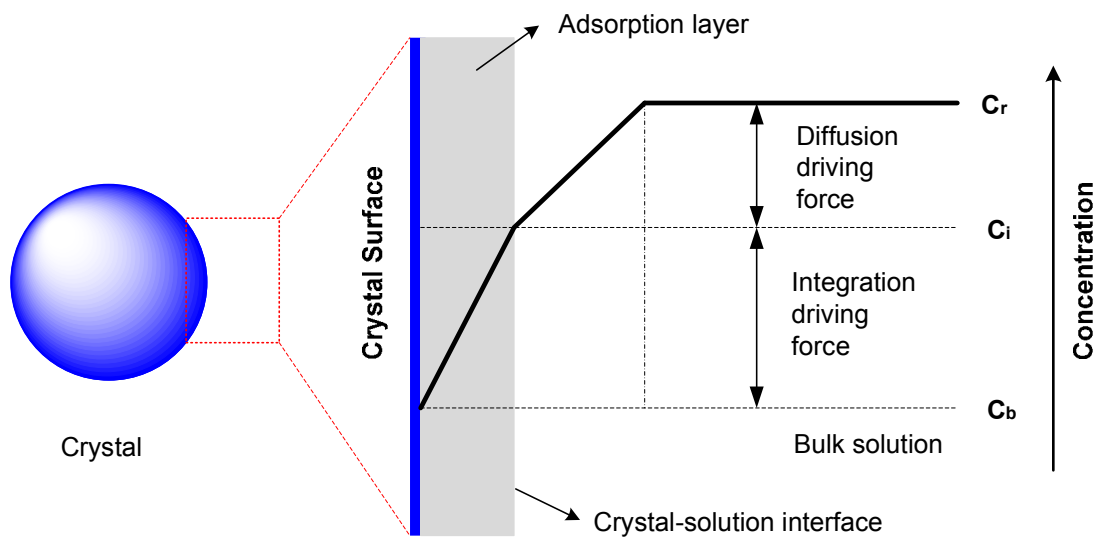 Adsorption layer
Cr
Diffusion
driving
force
Crystal Surface
Ci
Concentration
Integration
driving
force
Cb
Crystal
Bulk solution
Crystal-solution interface